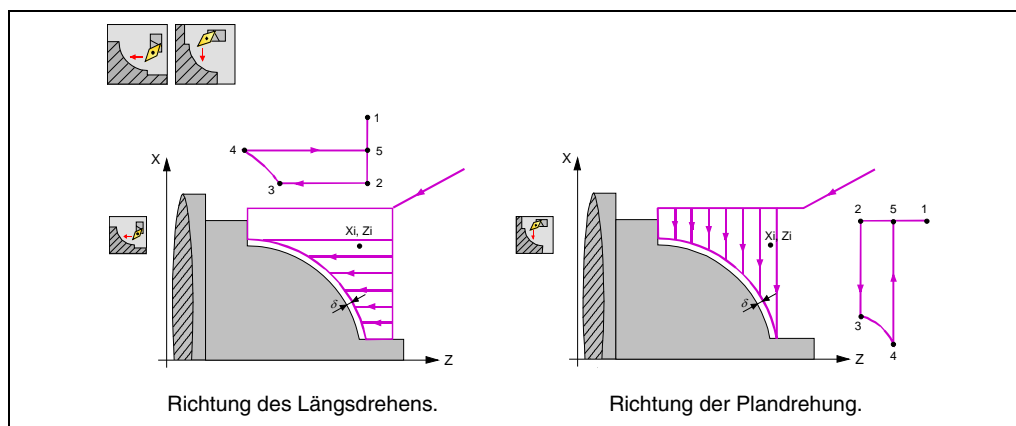 1
4
5
X
3
2
Xi, Zi
δ
Z
Richtung des Längsdrehens.
X
2
5
1
Xi, Zi
δ
3
4
Z
Richtung der Plandrehung.